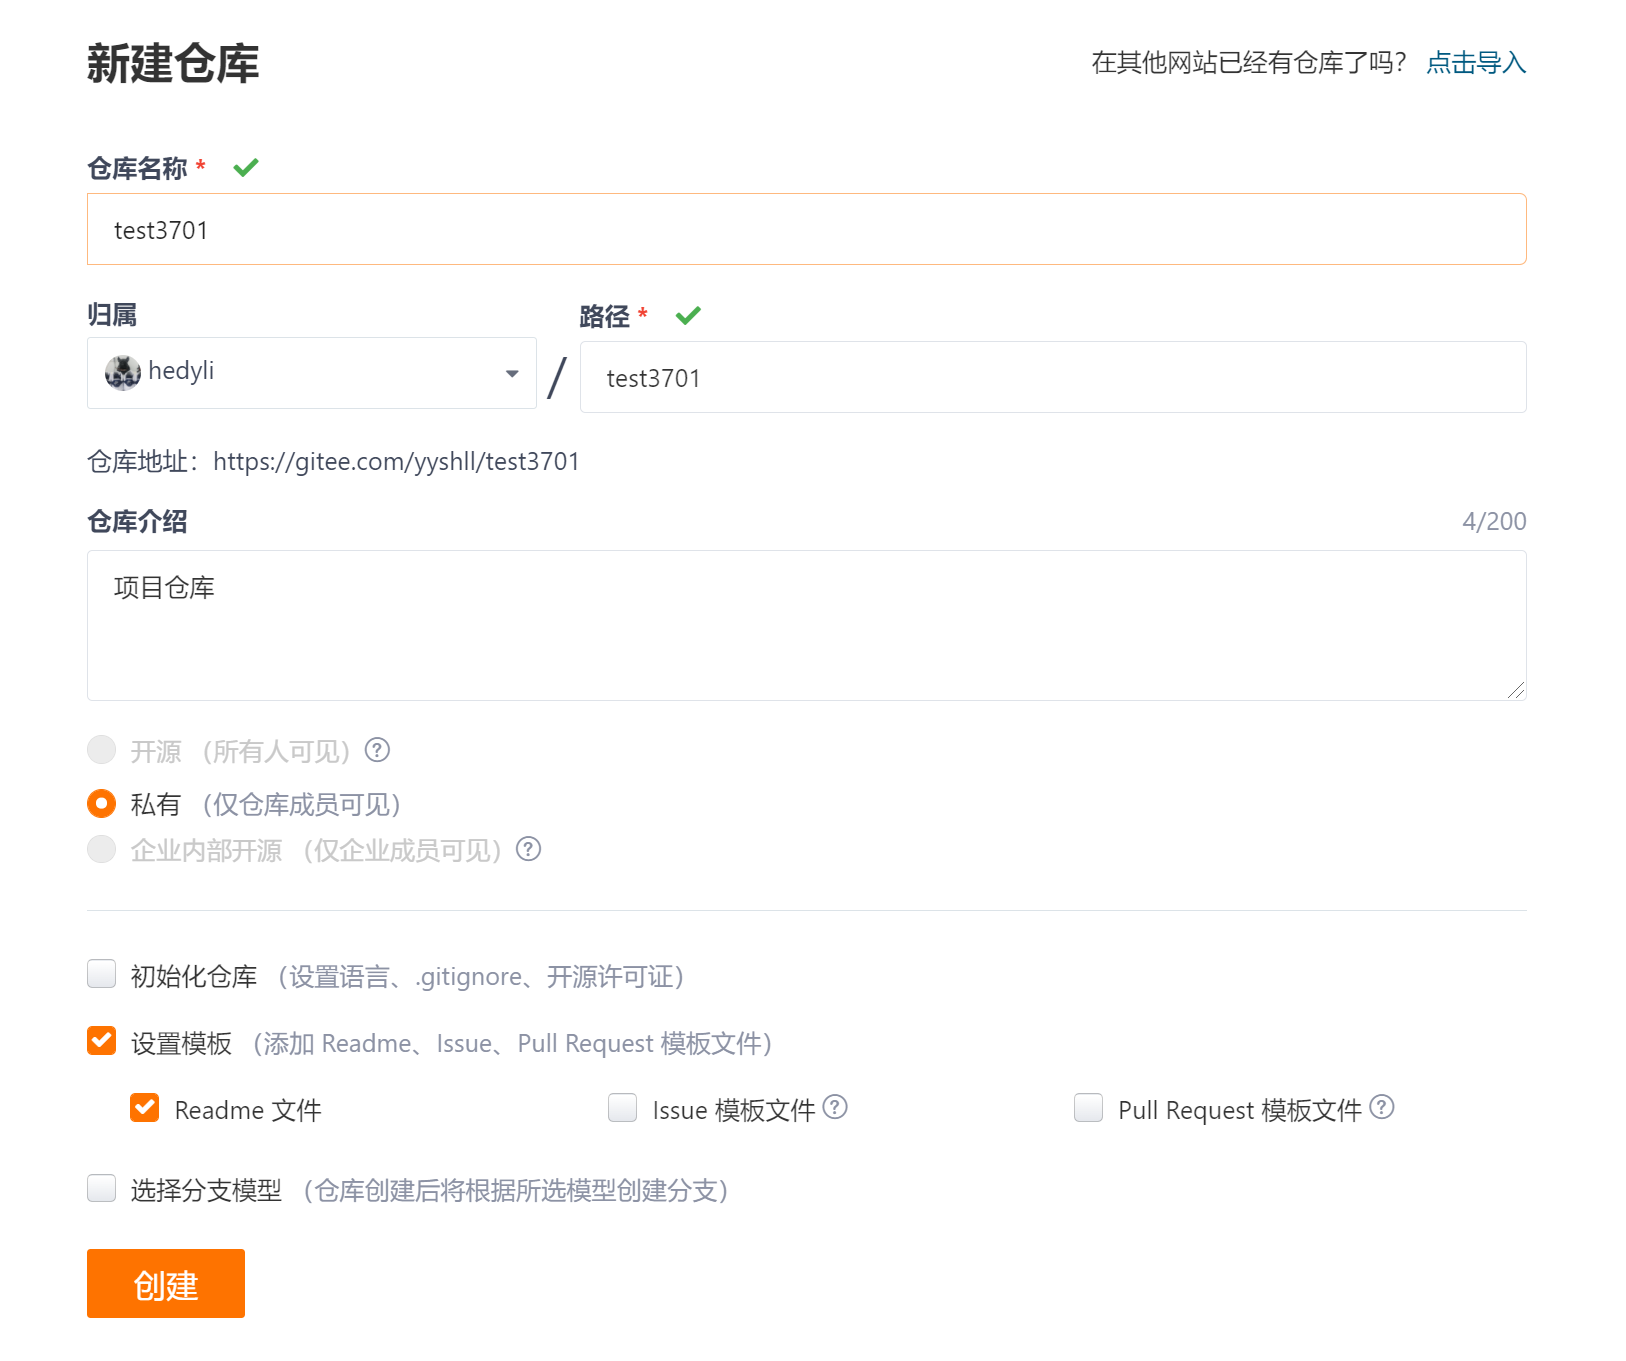 新建仓库
在其他网站已经有仓库了吗? 点击导入
仓库名称 *
test3701
归属
路径 *
hedyli
/
test3701
仓库地址：https://gitee.com/yyshll/test3701
仓库介绍
4/200
项目仓库
开源 （所有人可见） ?
私有 （仅仓库成员可见）
企业内部开源 （仅企业成员可见） ?
初始化仓库 （设置语言、.gitignore、开源许可证）
设置模板 （添加 Readme、Issue、Pull Request 模板文件）
Readme 文件
Issue 模板文件 ?
Pull Request 模板文件 ?
选择分支模型 （仓库创建后将根据所选模型创建分支）
创建